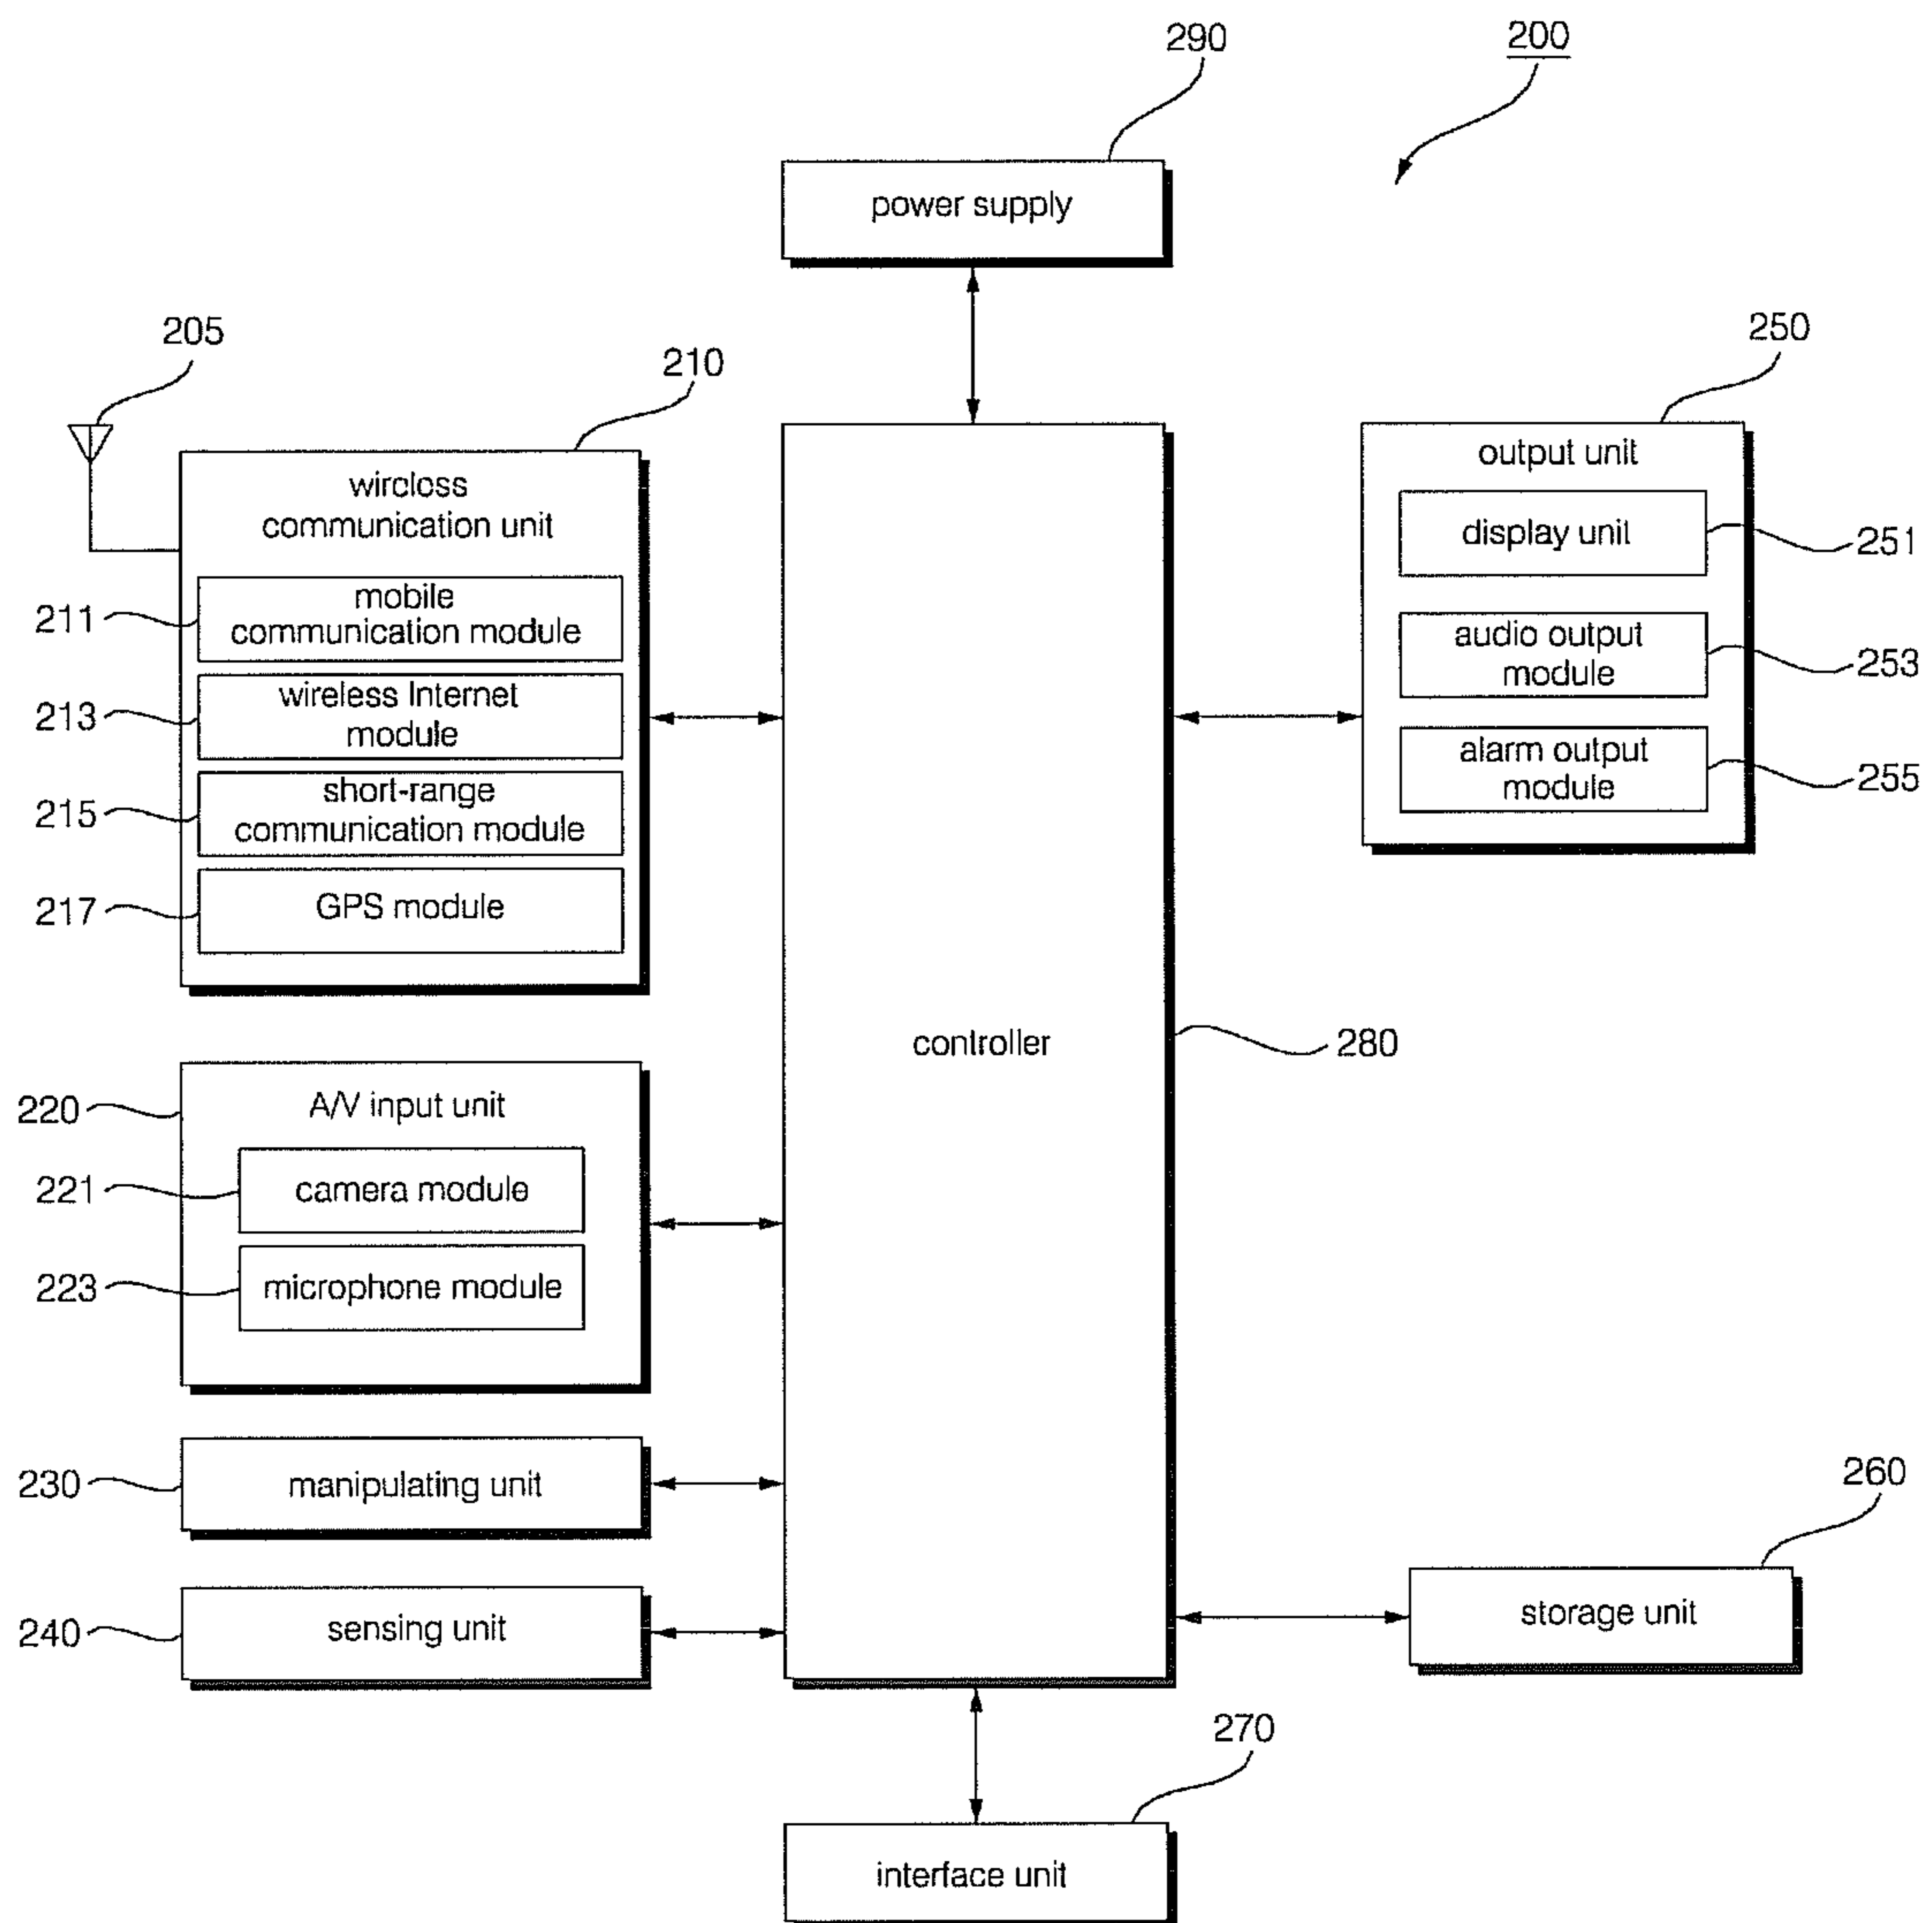 290
200
power supply
205
210
250
wireless
communication unit
output unit
display unit
251
211
mobile
communication module
audio output
module
253
213
wireless Internet
module
alarm output
module
255
215
short-range
communication module
217
GPS module
controller
280
220
A/V input unit
221
camera module
223
microphone module
230
manipulating unit
260
storage unit
240
sensing unit
270
interface unit